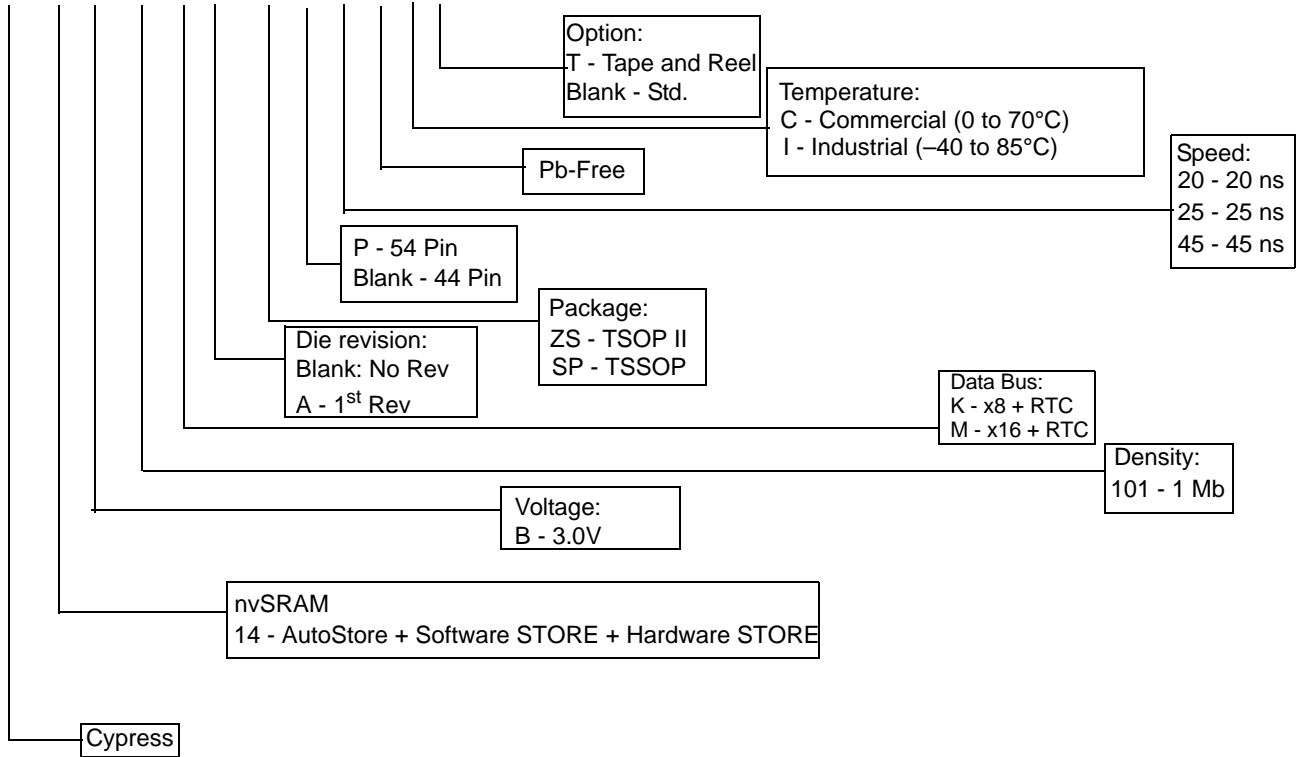 Option:
T - Tape and Reel
Blank - Std.
Temperature:
C - Commercial (0 to 70°C)
I - Industrial (–40 to 85°C)
Speed:
20 - 20 ns
25 - 25 ns
45 - 45 ns
Pb-Free
P - 54 Pin
Blank - 44 Pin
Package:
ZS - TSOP II
SP - TSSOP
Die revision:
Blank: No Rev
A - 1st Rev
Data Bus:
K - x8 + RTC
M - x16 + RTC
Density:
101 - 1 Mb
Voltage:
B - 3.0V
nvSRAM
14 - AutoStore + Software STORE + Hardware STORE
Cypress